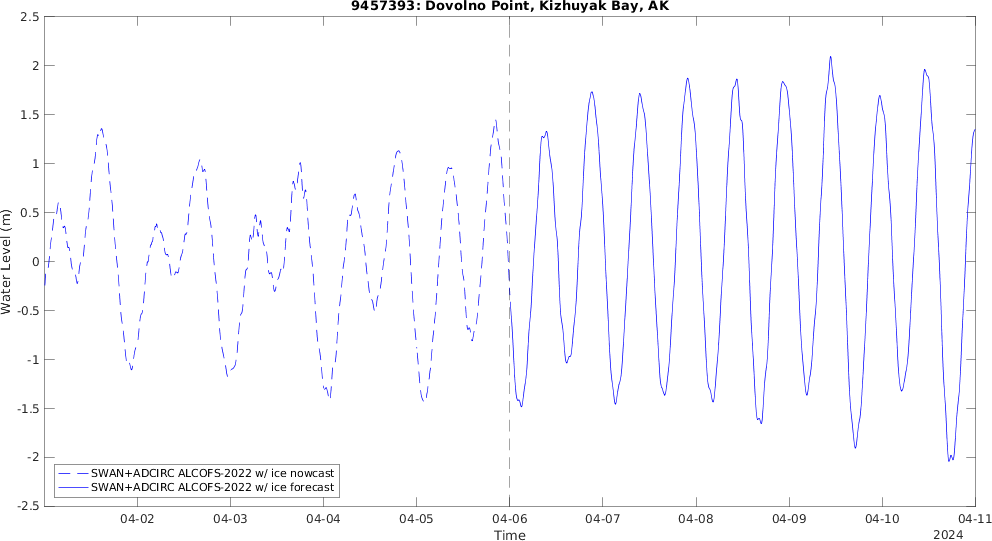 9457393: Dovolno Point, Kizhuyak Bay, AK
2.5
2
1.5
1
0.5
0
-0.5
-1
-1.5
-2
-2.5
Water Level (m)
SWAN+ADCIRC ALCOFS-2022 w/ ice nowcast
SWAN+ADCIRC ALCOFS-2022 w/ ice forecast
04-02 04-03 04-04 04-05 04-06 04-07 04-08 04-09 04-10 04-11
Time
2024